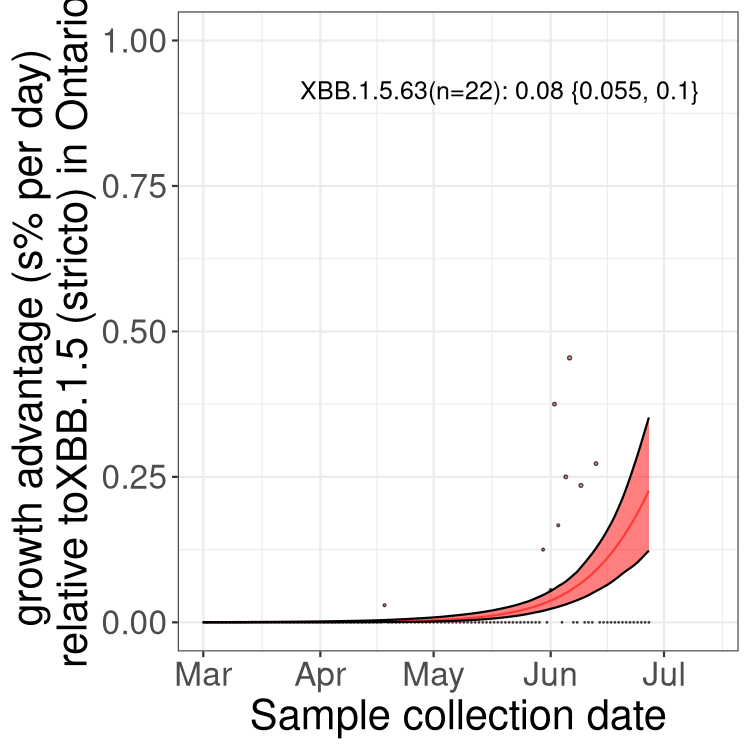 growth advantage (s% per day)
relative toXBB.1.5 (stricto) in Ontario
1.00
0.75
0.50
0.25
0.00
XBB.1.5.63(n=22): 0.08 {0.055, 0.1}
Mar Apr May Jun Jul
Sample collection date